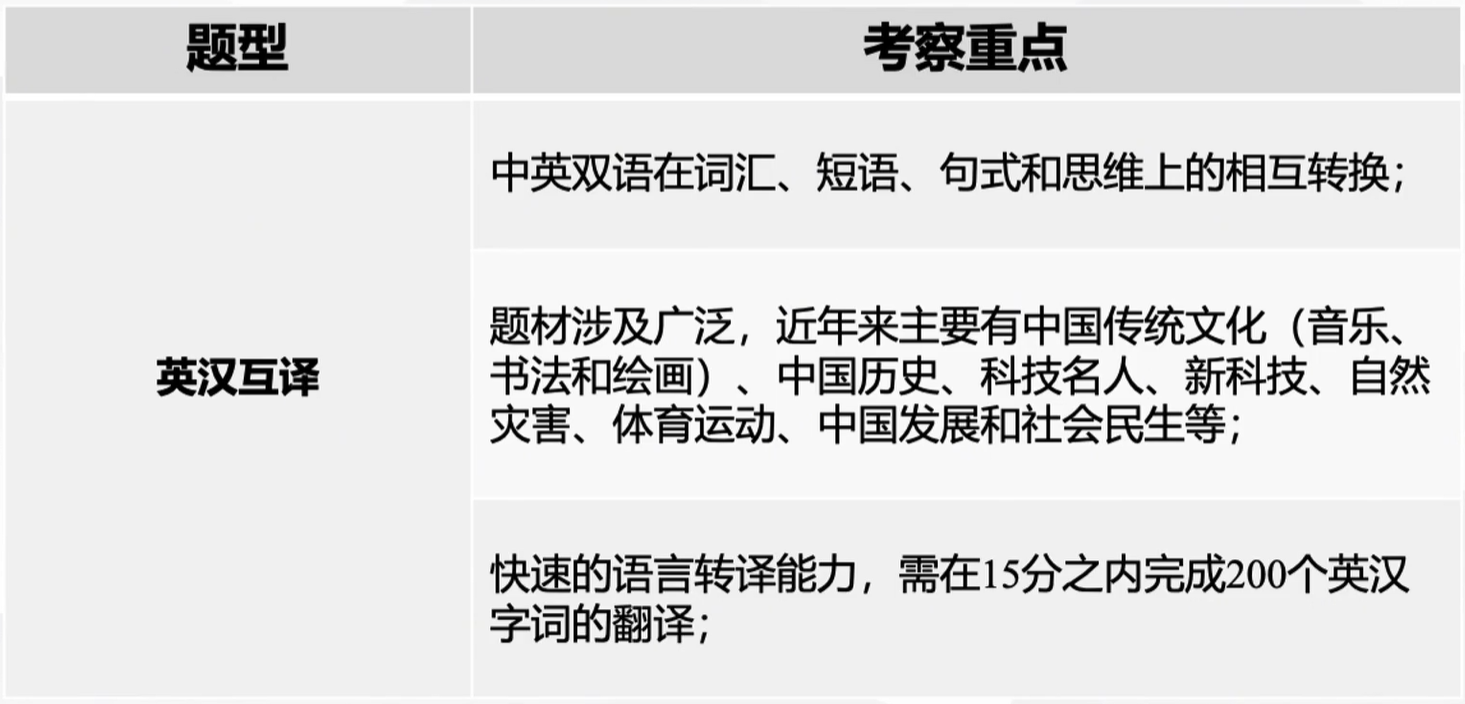 题型
考察重点
英汉互译
中英双语在词汇、短语、句式和思维上的相互转换；
题材涉及广泛，近年来主要有中国传统文化（音乐、
书法和绘画）、中国历史、科技名人、新科技、自然
灾害、体育运动、中国发展和社会民生等；
快速的语言转译能力，需在15分之内完成200个英汉
字词的翻译；